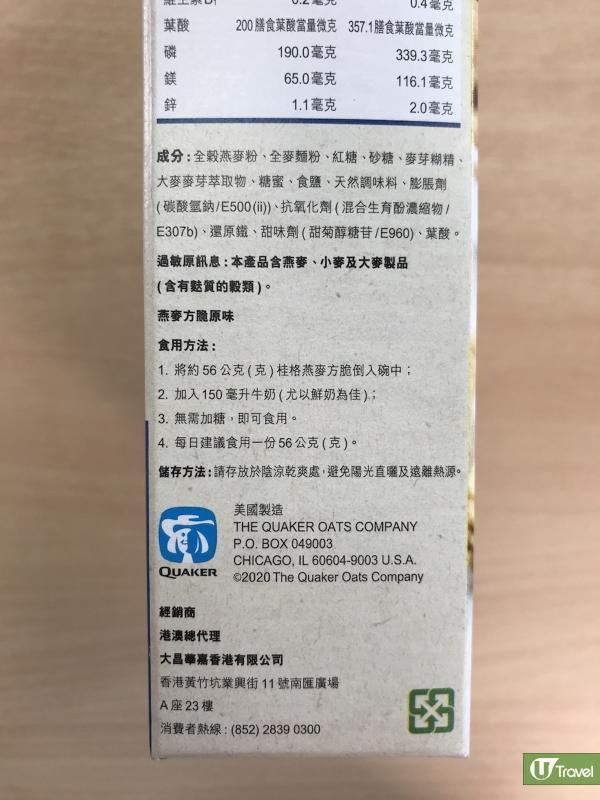 0.2毫克 0.4毫克
葉酸 200膳食葉酸當量微克 357.1膳食葉酸當量微克
磷 190.0毫克 339.3毫克
鎂 65.0毫克 116.1毫克
鋅 1.1毫克 2.0毫克
成分:全穀燕麥粉、全麥麵粉、紅糖、砂糖、麥芽糊精、
大麥麥芽萃取物、糖蜜、食鹽、天然調味料、膨脹劑
(碳酸氫鈉/E500(ii))、抗氧化劑(混合生育酚濃縮物/
E307b)、還原鐵、甜味劑(甜菊醇糖苷/E960)、葉酸。
過敏原訊息:本產品含燕麥、小麥及大麥製品
(含有麩質的穀類)。
燕麥方脆原味
食用方法:
1. 將約56公克(克)桂格燕麥方脆倒入碗中;
2. 加入150毫升牛奶(尤以鮮奶為佳);
3. 無需加糖,即可食用。
4. 每日建議食用一份56公克(克)。
儲存方法:請存放於陰涼乾爽處,避免陽光直曬及遠離熱源。
美國製造
THE QUAKER OATS COMPANY
P.O. BOX 049003
CHICAGO, IL 60604-9003 U.S.A.
©2020 The Quaker Oats Company
QUAKER
經銷商
港澳總代理
大昌華嘉香港有限公司
香港黃竹坑業興街11號南匯廣場
A座23樓
消費者熱線:(852) 2839 0300
U Travel